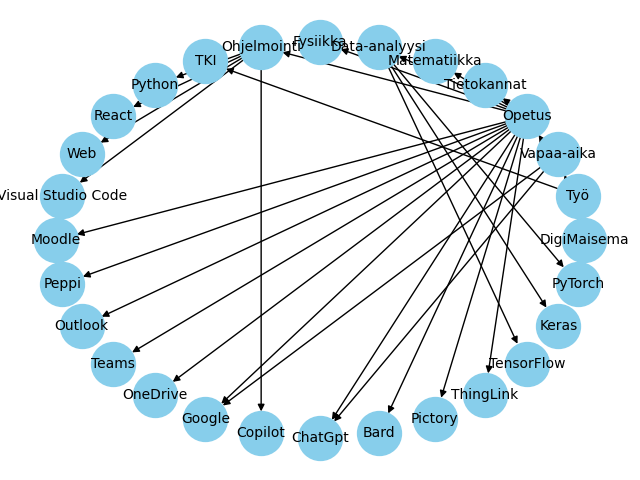 Fysiikka
Ohjelmointi
Data-analyysi
TKI
Matematiikka
Python
Tietokannat
React
Opetus
Web
Vapaa-aika
Visual Studio Code
Työ
Moodle
DigiMaisema
Peppi
PyTorch
Outlook
Keras
Teams
TensorFlow
OneDrive
ThingLink
Google
Pictory
Copilot
ChatGpt
Bard